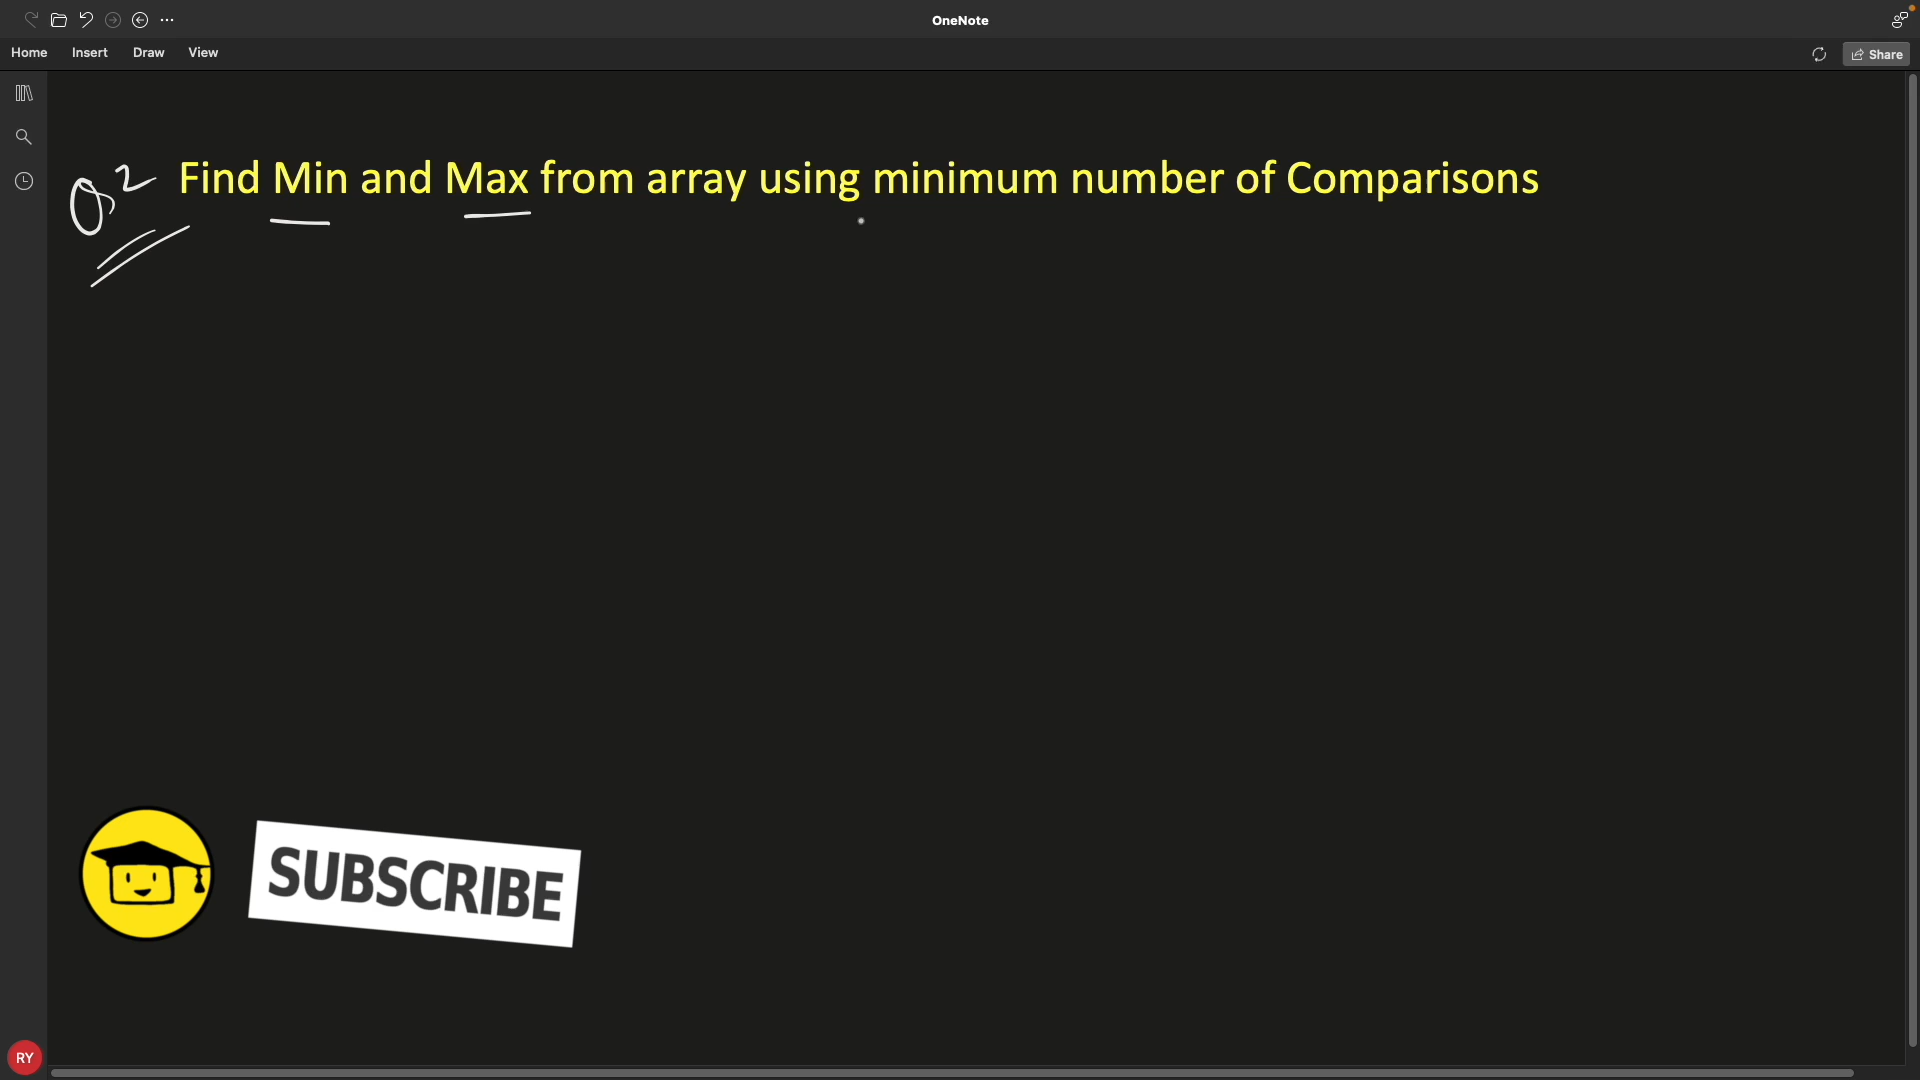 OneNote
Home Insert Draw View
Share
Q2 Find Min and Max from array using minimum number of Comparisons
SUBSCRIBE
RY